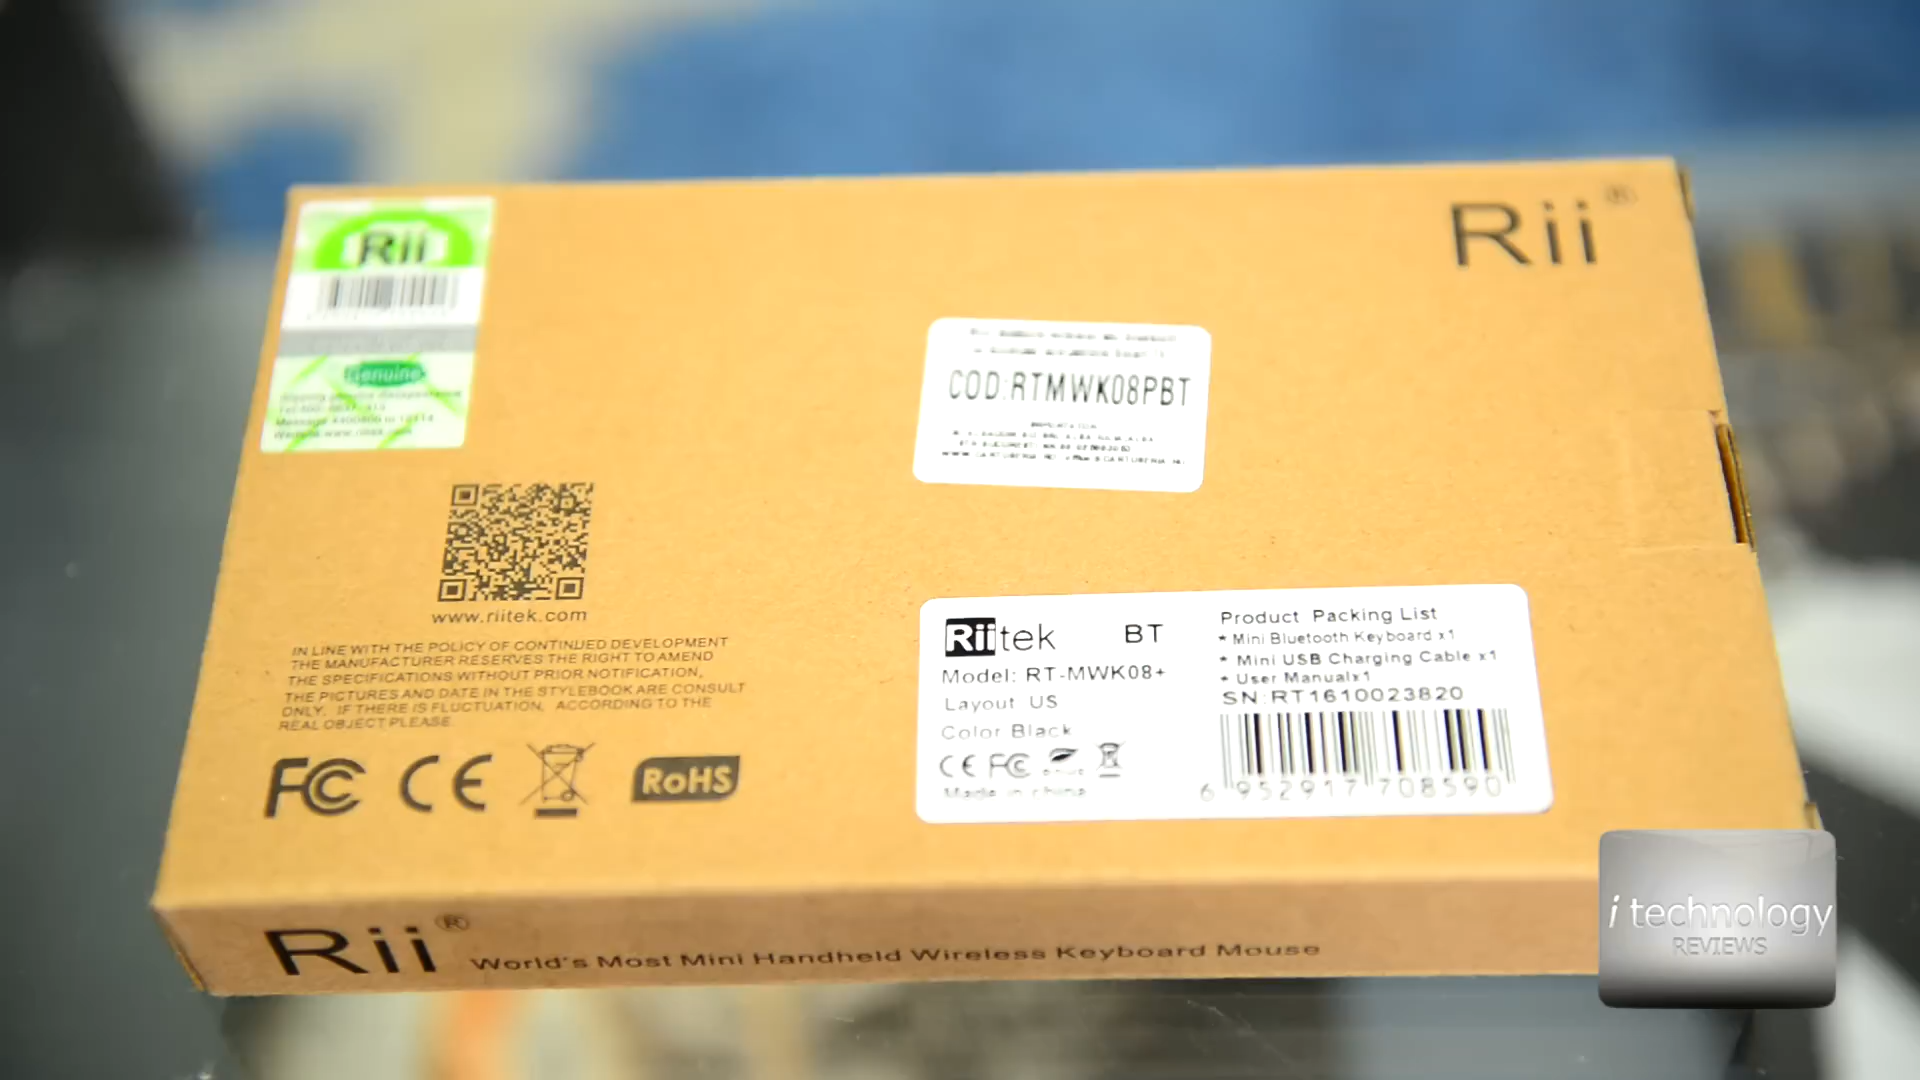 Rii
Genuine
Rii ®
COD:RTMWK08PBT
www.riitek.com
IN LINE WITH THE POLICY OF CONTINUED DEVELOPMENT
THE MANUFACTURER RESERVES THE RIGHT TO AMEND
THE SPECIFICATIONS WITHOUT PRIOR NOTIFICATION,
THE PICTURES AND DATE IN THE STYLEBOOK ARE CONSULT
ONLY, IF THERE IS FLUCTUATION, ACCORDING TO THE
REAL OBJECT PLEASE.
FC CE RoHS
Riitek BT
Model: RT-MWK08+
Layout US
Color Black
CE FC
Made in china
Product Packing List
* Mini Bluetooth Keyboard x1
* Mini USB Charging Cable x1
* User Manualx1
SN:RT1610023820
6 952917 708590
Rii ® World's Most Mini Handheld Wireless Keyboard Mouse
i technology
REVIEWS